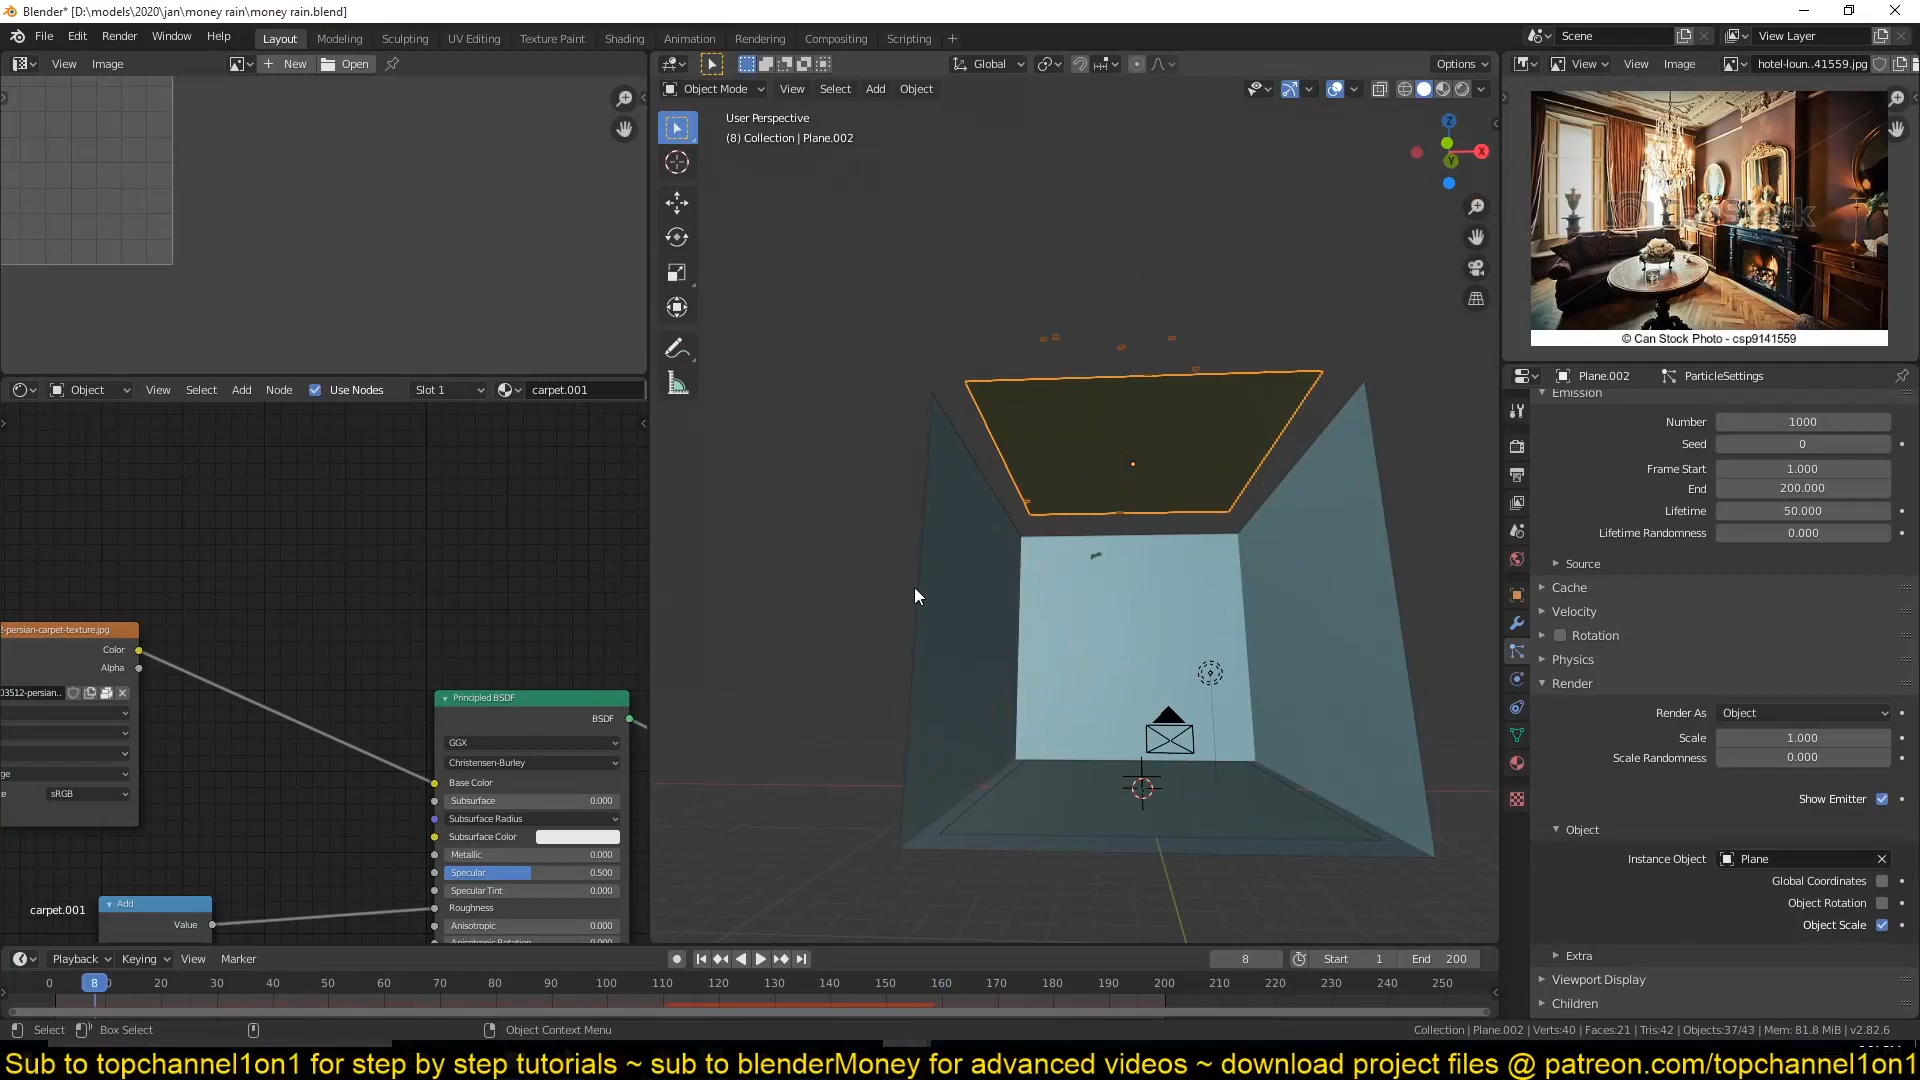 Blender* [D:\models\2020\jan\money rain\money rain.blend]
File Edit Render Window Help
Layout Modeling Sculpting UV Editing Texture Paint Shading Animation Rendering Compositing Scripting +
Scene View Layer
View Image New Open
Global Options
View View Image hotel-loun..41559.jpg
Object Mode View Select Add Object
User Perspective
(8) Collection | Plane.002
Z
X
Y
© Can Stock Photo - csp9141559
Object View Select Add Node Use Nodes Slot 1 carpet.001
2-persian-carpet-texture.jpg
Color
Alpha
03512-persian..
sRGB
Principled BSDF
BSDF
GGX
Christensen-Burley
Base Color
Subsurface 0.000
Subsurface Radius
Subsurface Color
Metallic 0.000
Specular 0.500
Specular Tint 0.000
Roughness
Anisotropic 0.000
Anisotropic Rotation 0.000
carpet.001
Add
Value
Plane.002 ParticleSettings
Emission
Number 1000
Seed 0
Frame Start 1.000
End 200.000
Lifetime 50.000
Lifetime Randomness 0.000
Source
Cache
Velocity
Rotation
Physics
Render
Render As Object
Scale 1.000
Scale Randomness 0.000
Show Emitter
Object
Instance Object Plane
Global Coordinates
Object Rotation
Object Scale
Extra
Viewport Display
Children
Playback Keying View Marker
8 Start 1 End 200
0 8 20 30 40 50 60 70 80 90 100 110 120 130 140 150 160 170 180 190 200 210 220 230 240 250
Select Box Select Object Context Menu
Collection | Plane.002 | Verts:40 | Faces:21 | Tris:42 | Objects:37/43 | Mem: 81.8 MiB | v2.82.6
Sub to topchannel1on1 for step by step tutorials ~ sub to blenderMoney for advanced videos ~ download project files @ patreon.com/topchannel1on1